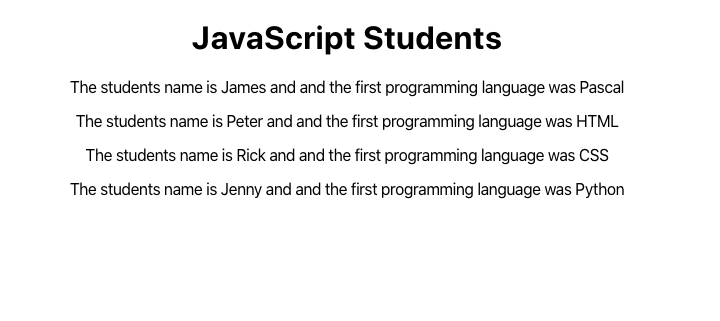 JavaScript Students
The students name is James and and the first programming language was Pascal
The students name is Peter and and the first programming language was HTML
The students name is Rick and and the first programming language was CSS
The students name is Jenny and and the first programming language was Python